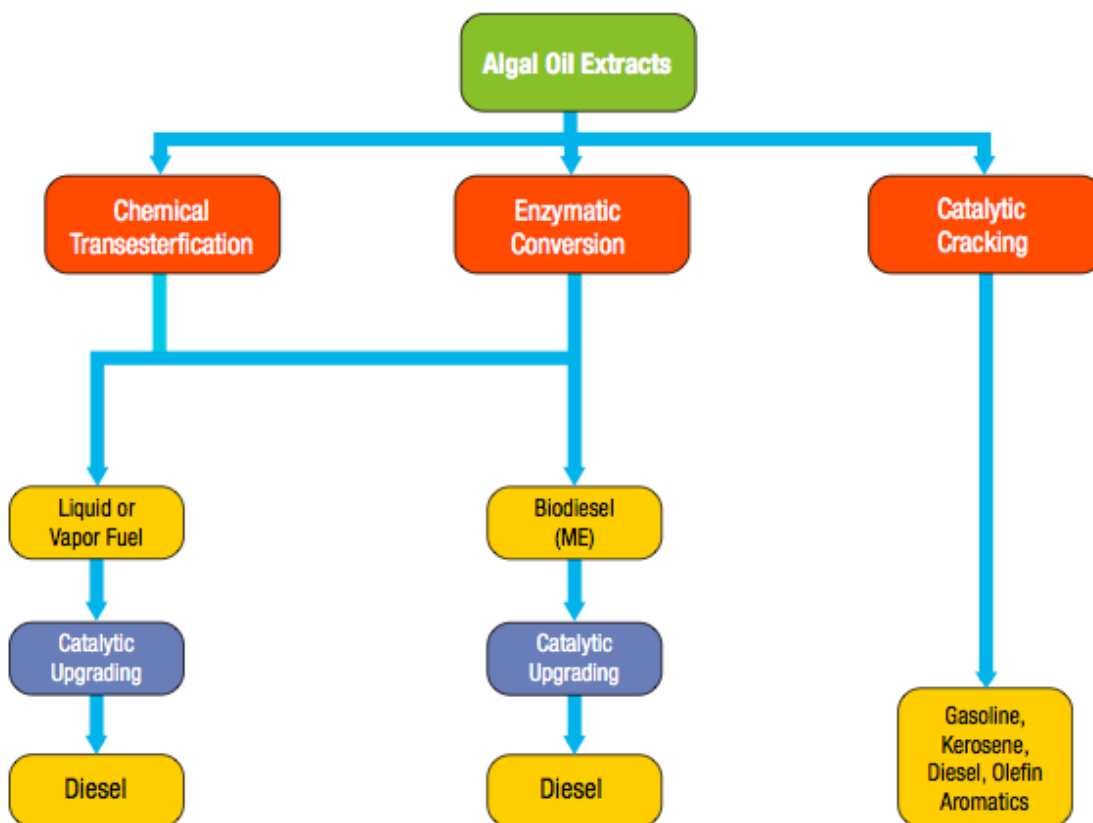 Algal Oil Extracts
Chemical
Transesterfication
Enzymatic
Conversion
Catalytic
Cracking
Liquid or
Vapor Fuel
Biodiesel
(ME)
Catalytic
Upgrading
Catalytic
Upgrading
Gasoline,
Kerosene,
Diesel, Olefin
Aromatics
Diesel
Diesel